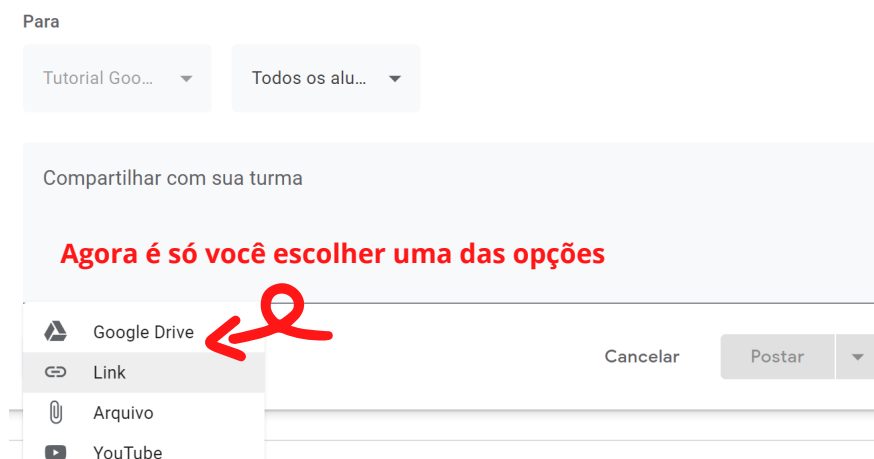 Para
Tutorial Goo... Todos os alu...
Compartilhar com sua turma
Agora é só você escolher uma das opções
Google Drive
Cancelar Postar
Link
Arquivo
YouTube